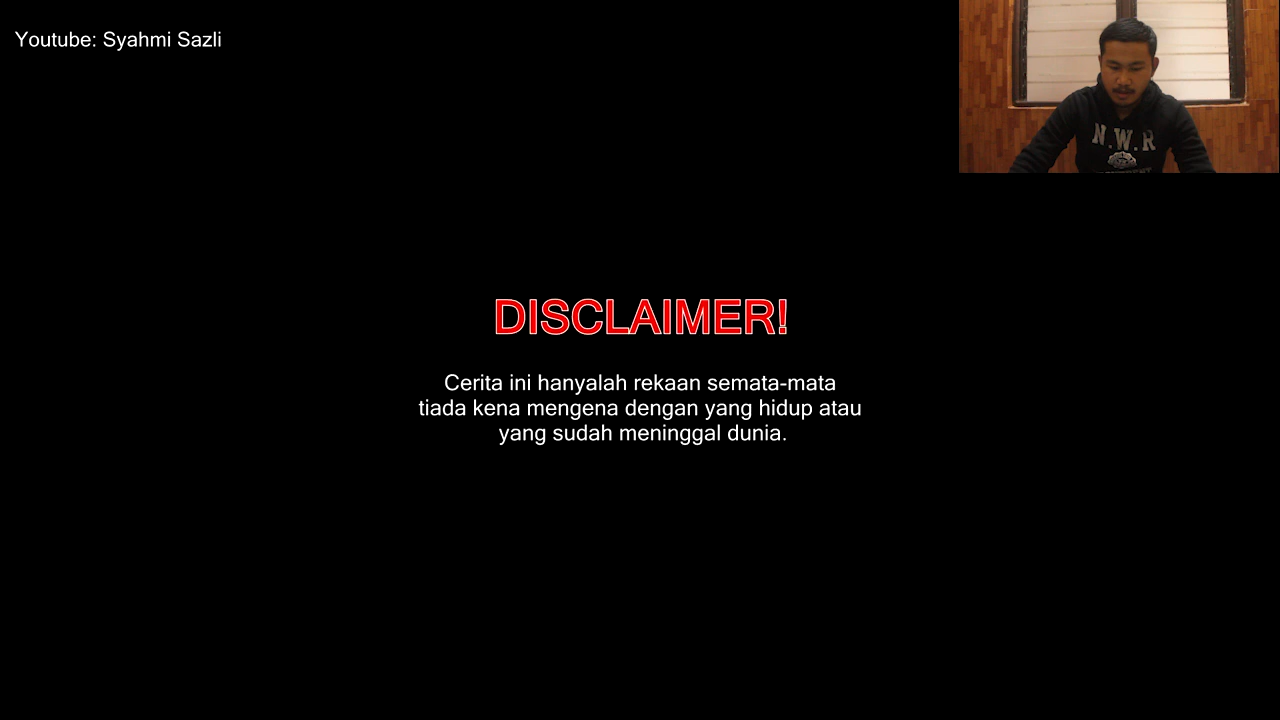 Youtube: Syahmi Sazli
N.W.R
DISCLAIMER!
Cerita ini hanyalah rekaan semata-mata
tiada kena mengena dengan yang hidup atau
yang sudah meninggal dunia.